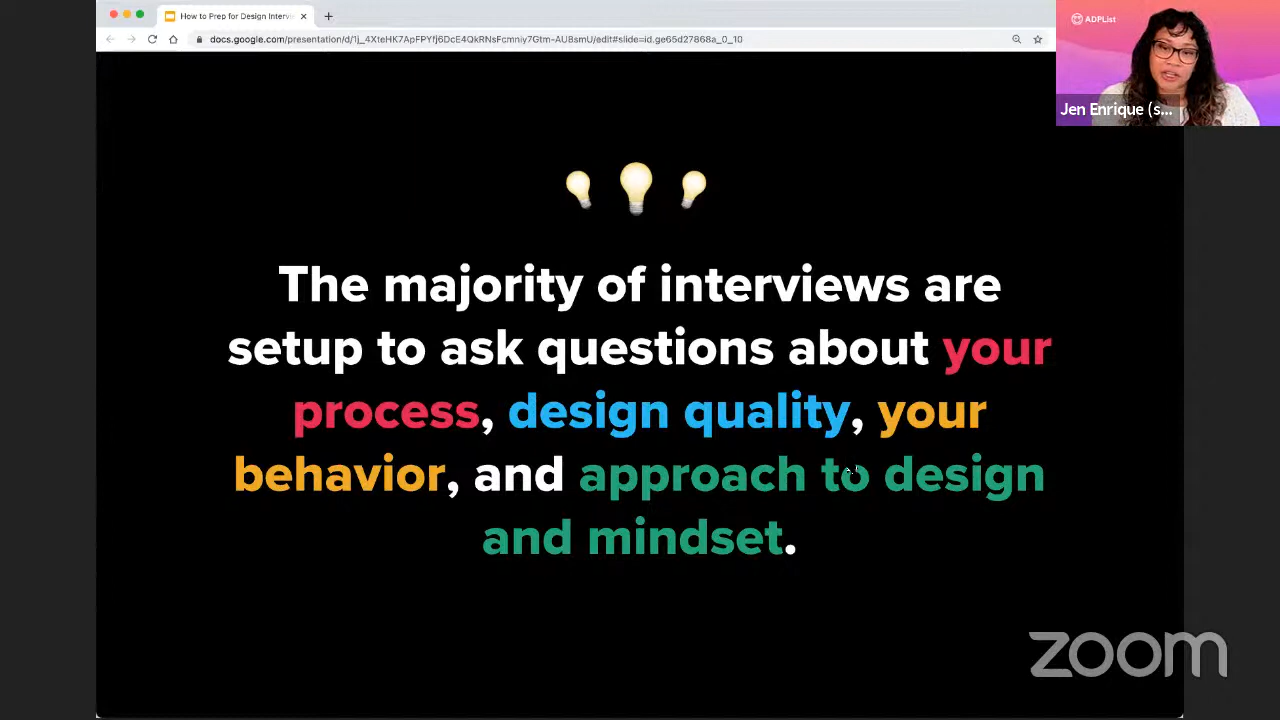 How to Prep for Design Intervi
docs.google.com/presentation/d/1j_4XteHK7ApFPYfj6DcE4QkRNsFcmniy7Gtm-AU8smU/edit#slide=id.ge65d27868a_0_10
ADPList
Jen Enrique (s...
The majority of interviews are
setup to ask questions about your
process, design quality, your
behavior, and approach to design
and mindset.
zoom